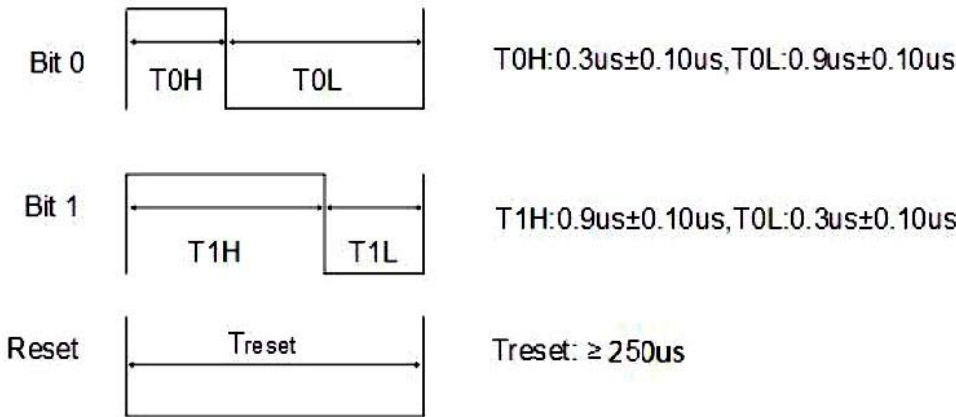 Bit 0
T0H
T0L
T0H:0.3us±0.10us,T0L:0.9us±0.10us
Bit 1
T1H
T1L
T1H:0.9us±0.10us,T0L:0.3us±0.10us
Reset
Treset
Treset: ≥250us